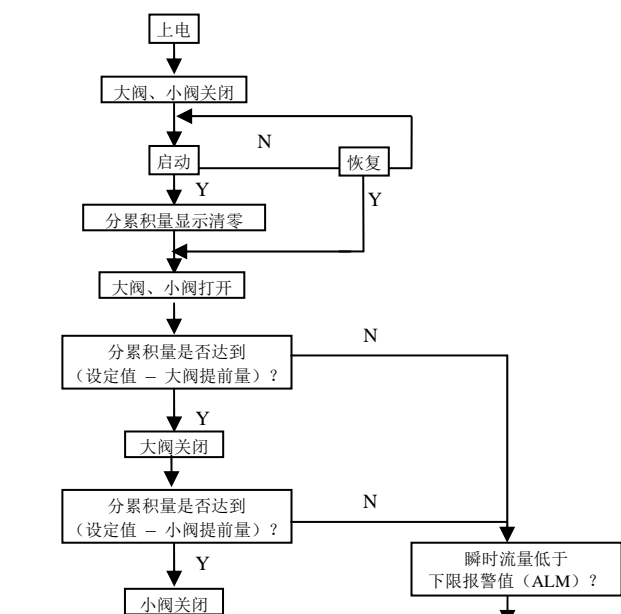 上电
大阀、小阀关闭
N
启动
恢复
Y
Y
分累积量显示清零
大阀、小阀打开
N
分累积量是否达到
（设定值 – 大阀提前量）？
Y
大阀关闭
N
分累积量是否达到
（设定值 – 小阀提前量）？
瞬时流量低于
下限报警值（ALM）？
Y
小阀关闭